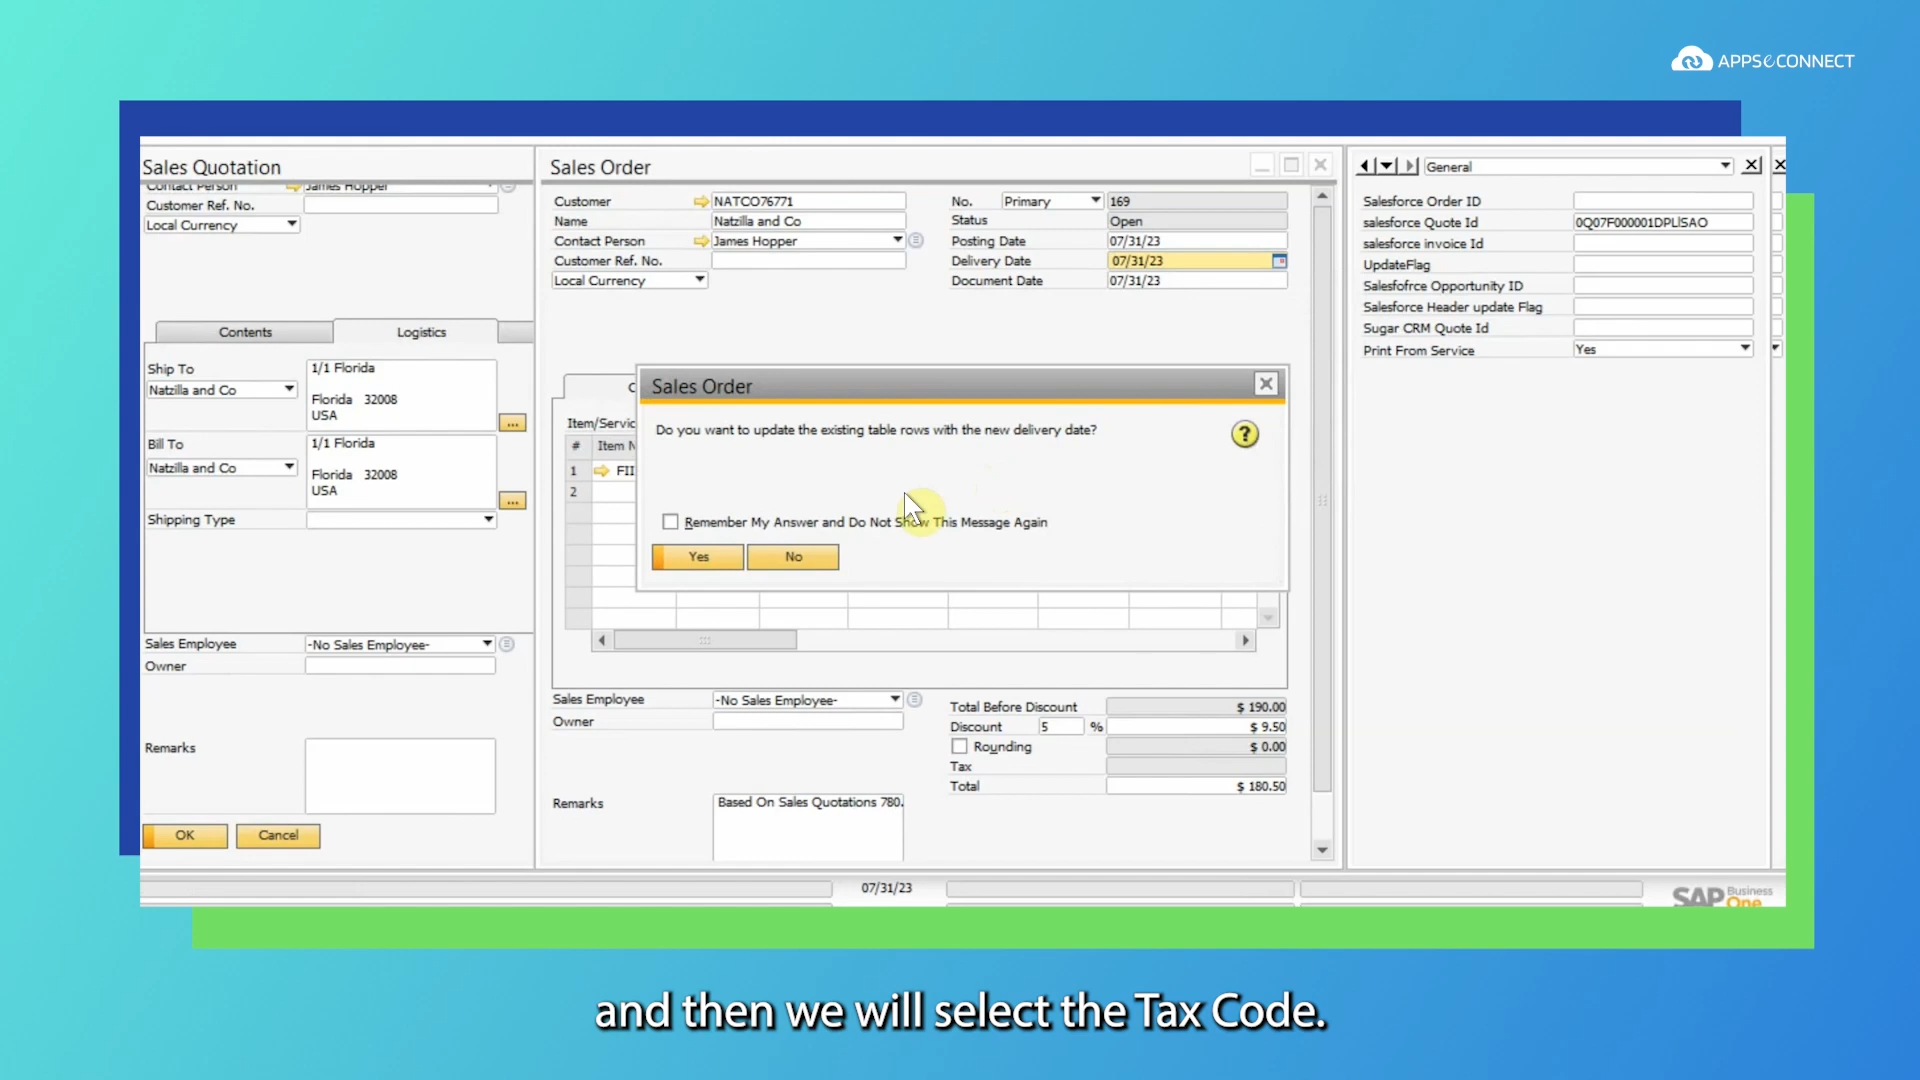 APPSeCONNECT
Sales Quotation
Contact Person James Hopper
Customer Ref. No.
Local Currency
Contents Logistics
Ship To
Natzilla and Co
1/1 Florida
Florida 32008
USA
...
Bill To
Natzilla and Co
1/1 Florida
Florida 32008
USA
...
Shipping Type
Sales Employee -No Sales Employee-
Owner
Remarks
OK Cancel
Sales Order
Customer NATCO76771
Name Natzilla and Co
Contact Person James Hopper
Customer Ref. No.
Local Currency
No. Primary 169
Status Open
Posting Date 07/31/23
Delivery Date 07/31/23
Document Date 07/31/23
C
Item/Servic
# Item N
1 FII
2
Sales Order
Do you want to update the existing table rows with the new delivery date?
?
Remember My Answer and Do Not Show This Message Again
Yes No
Sales Employee -No Sales Employee-
Owner
Remarks Based On Sales Quotations 780.
Total Before Discount $ 190.00
Discount 5 % $ 9.50
Rounding $ 0.00
Tax
Total $ 180.50
General
Salesforce Order ID
salesforce Quote Id 0Q07F000001DPLlSAO
salesforce invoice Id
UpdateFlag
Salesfofrce Opportunity ID
Salesforce Header update Flag
Sugar CRM Quote Id
Print From Service Yes
07/31/23
SAP Business One
and then we will select the Tax Code.